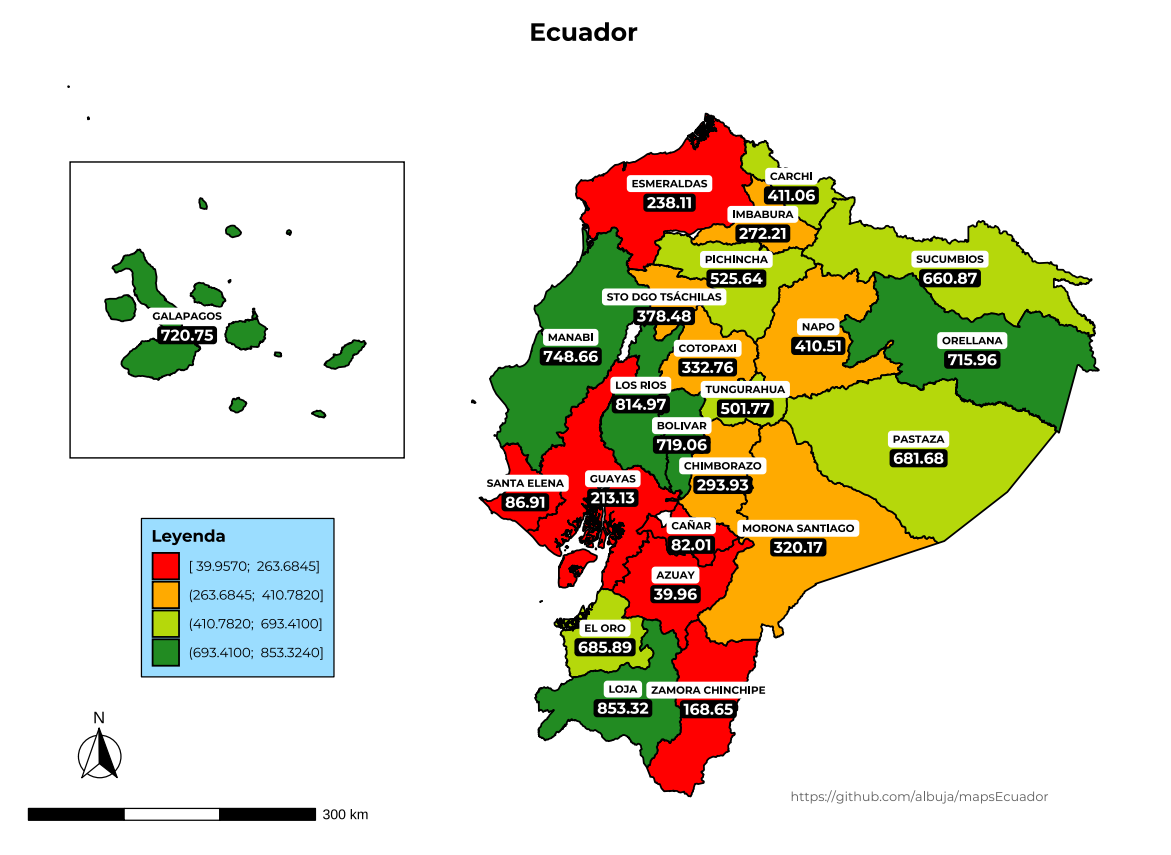 Ecuador
CARCHI
411.06
ESMERALDAS
238.11
IMBABURA
272.21
PICHINCHA
525.64
SUCUMBIOS
660.87
STO DGO TSÁCHILAS
378.48
GALAPAGOS
720.75
NAPO
410.51
MANABÍ
748.66
ORELLANA
715.96
COTOPAXI
332.76
LOS RIOS
814.97
TUNGURAHUA
501.77
BOLIVAR
719.06
PASTAZA
681.68
CHIMBORAZO
293.93
SANTA ELENA
86.91
GUAYAS
213.13
CAÑAR
82.01
MORONA SANTIAGO
320.17
Leyenda
[ 39.9570; 263.6845]
(263.6845; 410.7820]
(410.7820; 693.4100]
(693.4100; 853.3240]
AZUAY
39.96
EL ORO
685.89
LOJA
853.32
ZAMORA CHINCHIPE
168.65
N
300 km
https://github.com/albuja/mapsEcuador